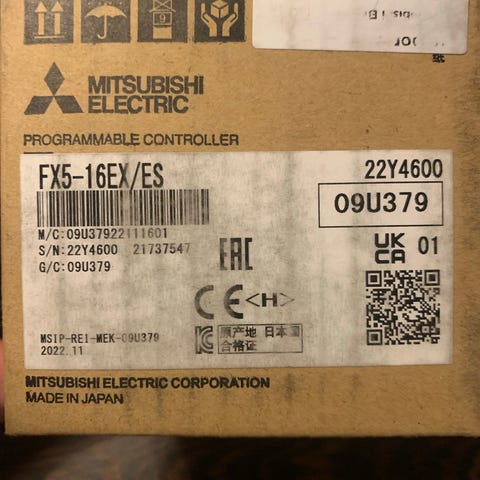 9
MITSUBISHI
ELECTRIC
PROGRAMMABLE CONTROLLER
FX5-16EX/ES
22Y4600
09U379
M/C:09U37922111601
S/N:22Y4600 21737547
G/C:09U379
EAC
UK
CA 01
CE <H>
MSIP-REI-MEK-09U379
2022.11
原产地 日本国
合格证
MITSUBISHI ELECTRIC CORPORATION
MADE IN JAPAN